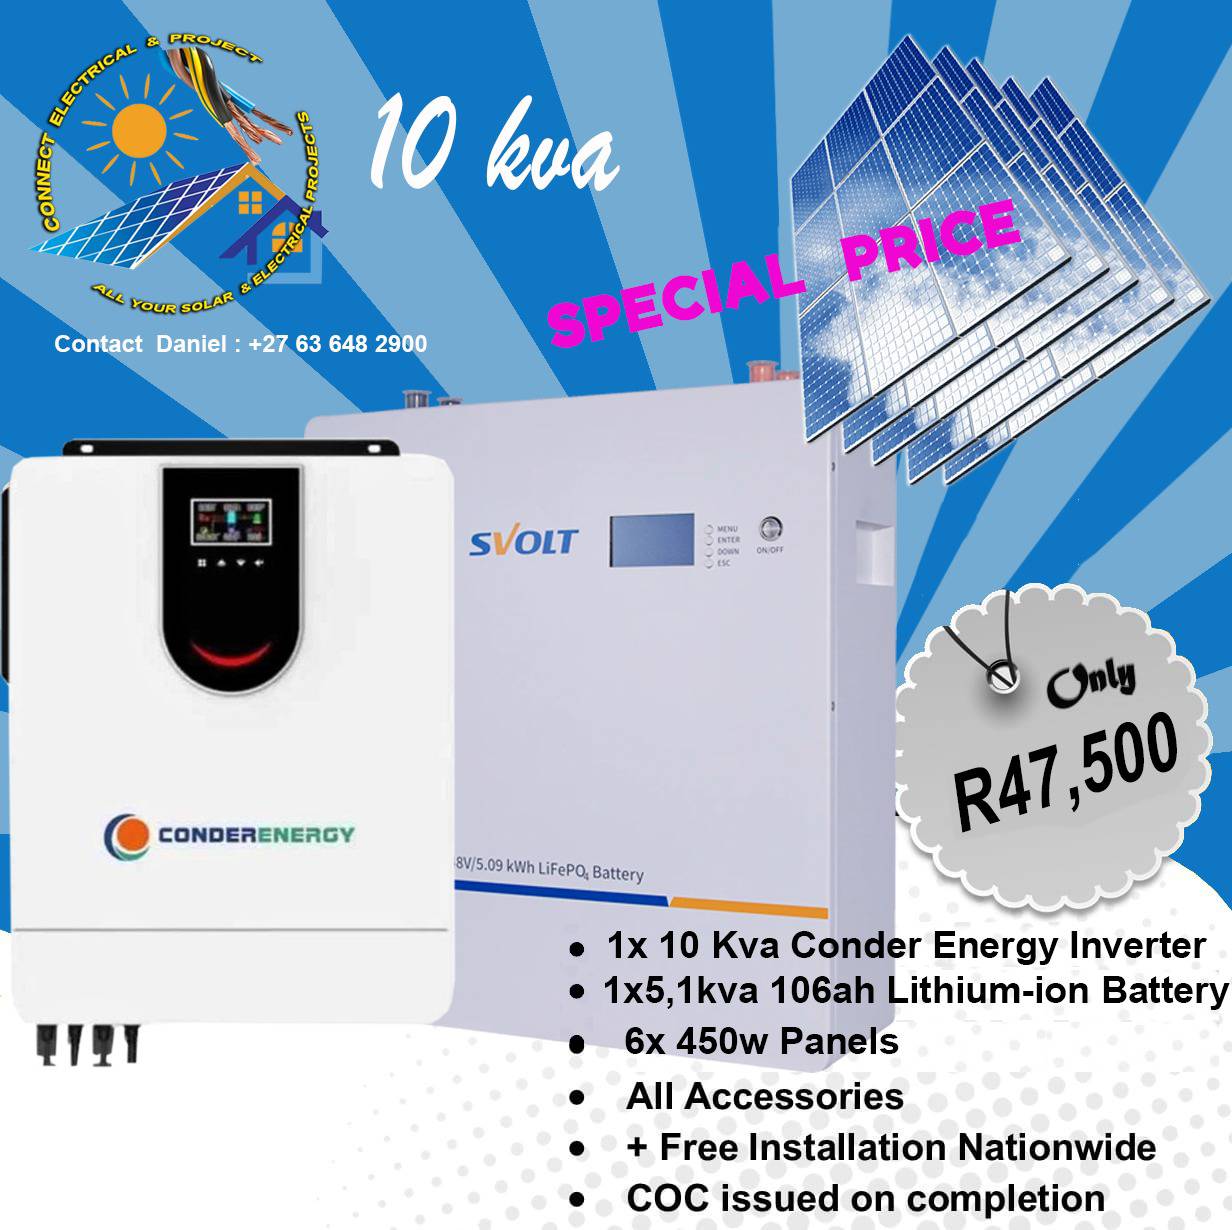 CONNECT ELECTRICAL & PROJECT
ALL YOUR SOLAR & ELECTRICAL PROJECTS
Contact Daniel : +27 63 648 2900
10 kva
SPECIAL PRICE
SVOLT
MENU
ENTER
DOWN
ESC
ON/OFF
Only
R47,500
CONDERENERGY
8V/5.09 kWh LiFePO₄ Battery
• 1x 10 Kva Conder Energy Inverter
• 1x5,1kva 106ah Lithium-ion Battery
• 6x 450w Panels
• All Accessories
• + Free Installation Nationwide
• COC issued on completion